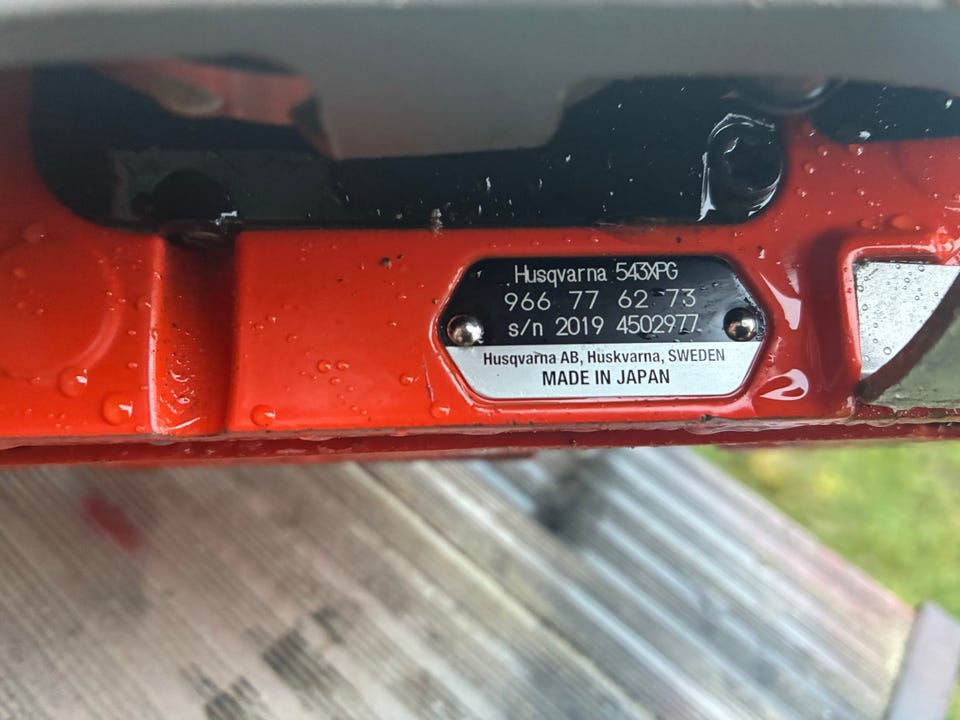 Husqvarna 543XPG
966 77 62 73
s/n 2019 4502977
Husqvarna AB, Huskvarna, SWEDEN
MADE IN JAPAN